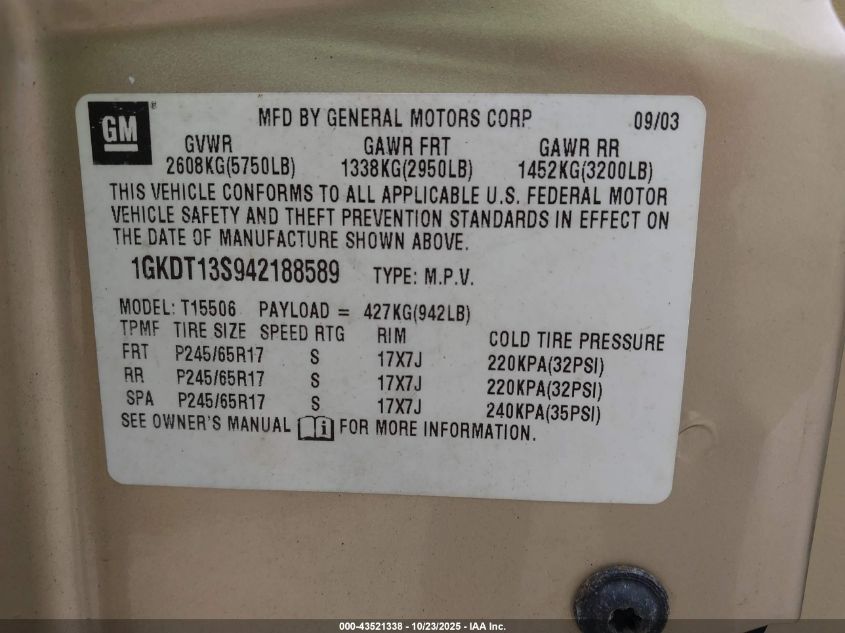 GM®
MFD BY GENERAL MOTORS CORP 09/03
GVWR GAWR FRT GAWR RR
2608KG(5750LB) 1338KG(2950LB) 1452KG(3200LB)
THIS VEHICLE CONFORMS TO ALL APPLICABLE U.S. FEDERAL MOTOR
VEHICLE SAFETY AND THEFT PREVENTION STANDARDS IN EFFECT ON
THE DATE OF MANUFACTURE SHOWN ABOVE.
1GKDT13S942188589 TYPE: M.P.V.
MODEL: T15506 PAYLOAD = 427KG(942LB)
TPMF TIRE SIZE SPEED RTG RIM COLD TIRE PRESSURE
FRT P245/65R17 S 17X7J 220KPA(32PSI)
RR P245/65R17 S 17X7J 220KPA(32PSI)
SPA P245/65R17 S 17X7J 240KPA(35PSI)
SEE OWNER'S MANUAL FOR MORE INFORMATION.
000-43521338 - 10/23/2025 - IAA Inc.